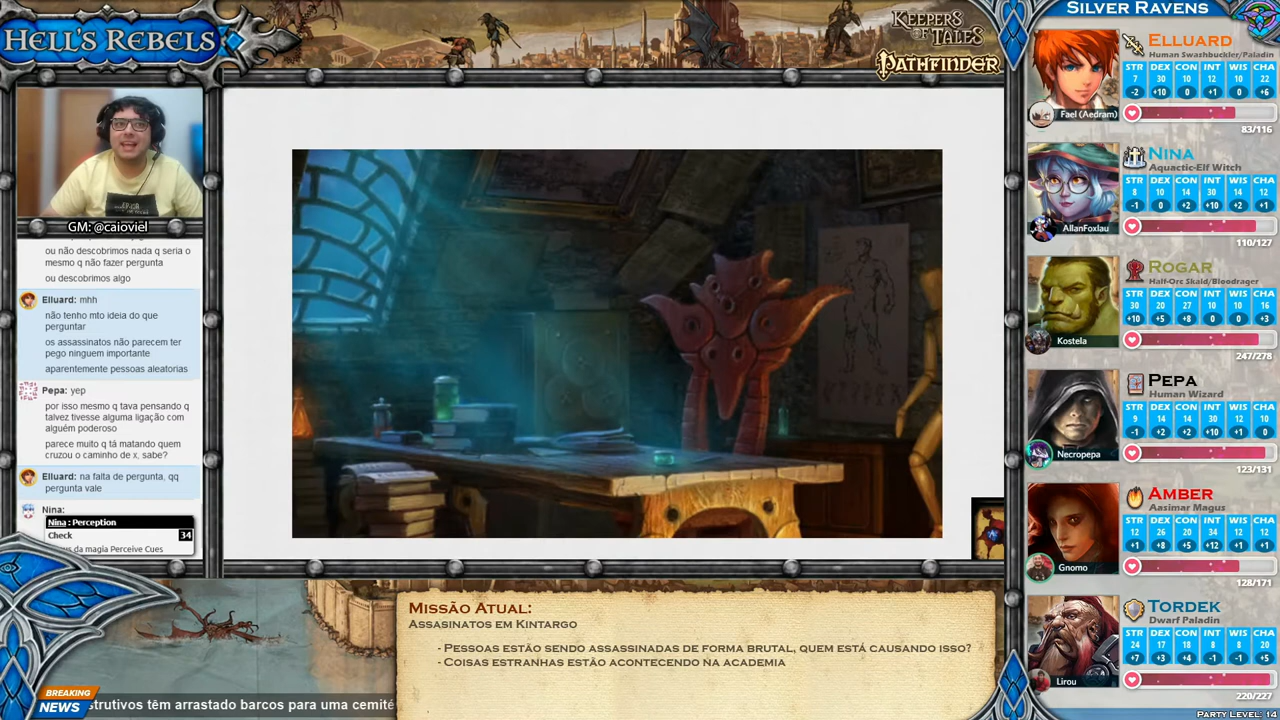 HELL'S REBELS
KEEPERS OF TALES
PATHFINDER
GM: @caioviel
ou não descobrimos nada q seria o
mesmo q não fazer pergunta
ou descobrimos algo
Elluard: mhh
não tenho mto ideia do que
perguntar
os assassinatos não parecem ter
pego ninguem importante
aparentemente pessoas aleatorias
Pepa: yep
por isso mesmo q tava pensando q
talvez tivesse alguma ligação com
alguém poderoso
parece muito q tá matando quem
cruzou o caminho de x, sabe?
Elluard: na falta de pergunta, qq
pergunta vale
Nina:
Nina : Perception
Check 34
da magia Perceive Cues
MISSÃO ATUAL:
ASSASINATOS EM KINTARGO
- PESSOAS ESTÃO SENDO ASSASSINADAS DE FORMA BRUTAL, QUEM ESTÁ CAUSANDO ISSO?
- COISAS ESTRANHAS ESTÃO ACONTECENDO NA ACADEMIA
BREAKING
NEWS
strutivos têm arrastado barcos para uma cemité
SILVER RAVENS
ELLUARD
Human Swashbuckler/Paladin
STR DEX CON INT WIS CHA
7 30 10 12 10 22
-2 +10 0 +1 0 +6
Fael (Aedram)
83/116
NINA
Aquactic-Elf Witch
STR DEX CON INT WIS CHA
8 10 14 30 14 12
-1 0 +2 +10 +2 +1
AllanFoxlau
110/127
ROGAR
Half-Orc Skald/Bloodrager
STR DEX CON INT WIS CHA
30 20 27 10 10 16
+10 +5 +8 0 0 +3
Kostela
247/278
PEPA
Human Wizard
STR DEX CON INT WIS CHA
9 14 14 30 12 10
-1 +2 +2 +10 +1 0
Necropepa
123/131
AMBER
Aasimar Magus
STR DEX CON INT WIS CHA
12 26 20 34 12 12
+1 +8 +5 +12 +1 +1
Gnomo
128/171
TORDEK
Dwarf Paladin
STR DEX CON INT WIS CHA
24 17 18 8 8 20
+7 +3 +4 -1 -1 +5
Lirou
220/227
PARTY LEVEL: 14